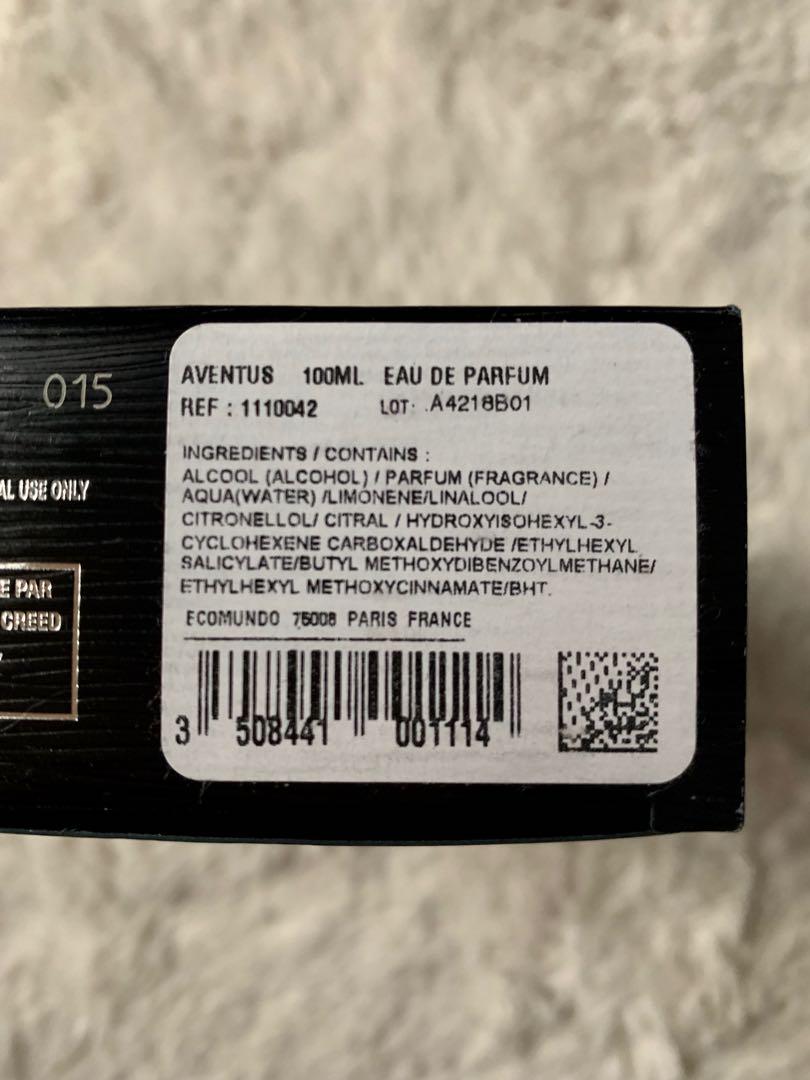 015
AL USE ONLY
E PAR
CREED
AVENTUS 100ML EAU DE PARFUM
REF : 1110042 LOT· .A4218B01
INGREDIENTS / CONTAINS :
ALCOOL (ALCOHOL) / PARFUM (FRAGRANCE) /
AQUA(WATER) /LIMONENE/LINALOOL/
CITRONELLOL/ CITRAL / HYDROXYISOHEXYL-3-
CYCLOHEXENE CARBOXALDEHYDE /ETHYLHEXYL
SALICYLATE/BUTYL METHOXYDIBENZOYLMETHANE/
ETHYLHEXYL METHOXYCINNAMATE/BHT.
ECOMUNDO 75008 PARIS FRANCE
3 508441 001114